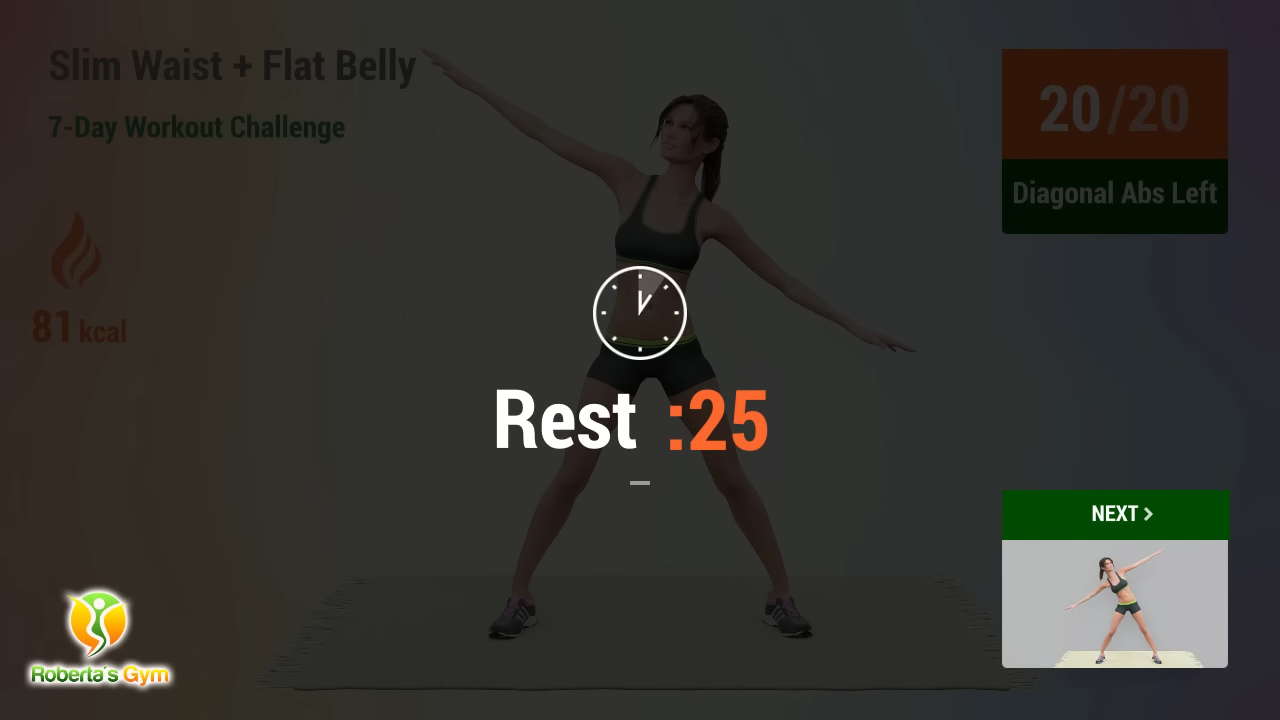 Slim Waist + Flat Belly
7-Day Workout Challenge
20/20
Diagonal Abs Left
81 kcal
Rest :25
NEXT >
Roberta's Gym